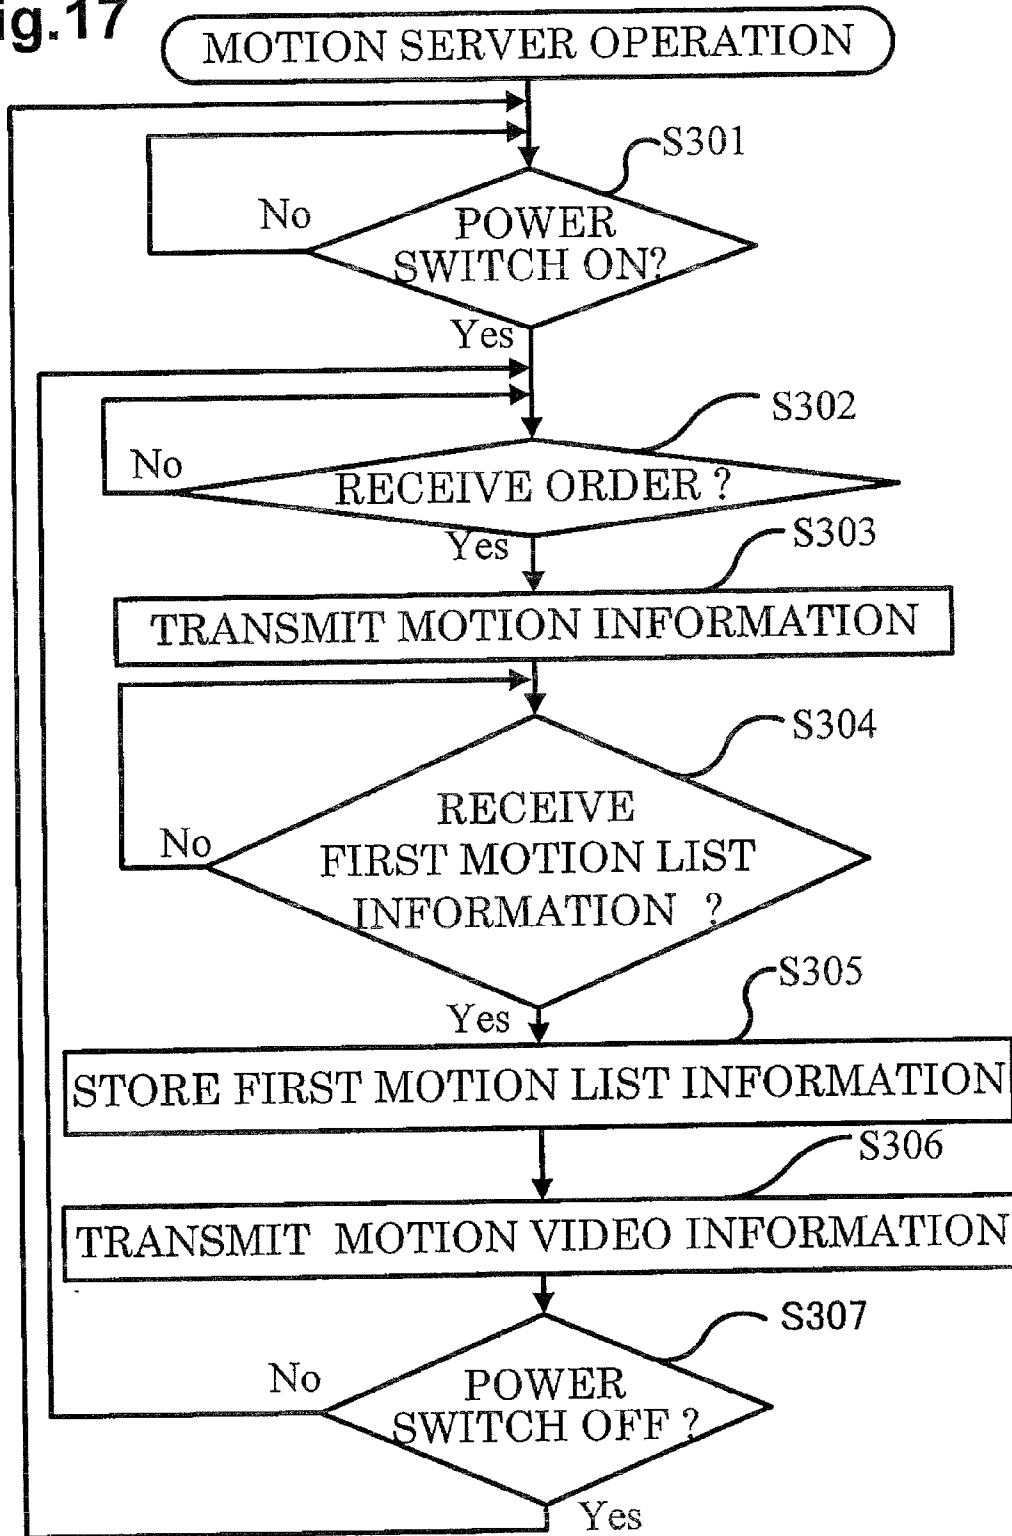 ig.17
MOTION SERVER OPERATION
S301
No
POWER
SWITCH ON?
Yes
S302
No
RECEIVE ORDER ?
Yes
S303
TRANSMIT MOTION INFORMATION
S304
RECEIVE
No
FIRST MOTION LIST
INFORMATION ?
S305
Yes
STORE FIRST MOTION LIST INFORMATION
S306
TRANSMIT MOTION VIDEO INFORMATION
S307
No
POWER
SWITCH OFF ?
Yes